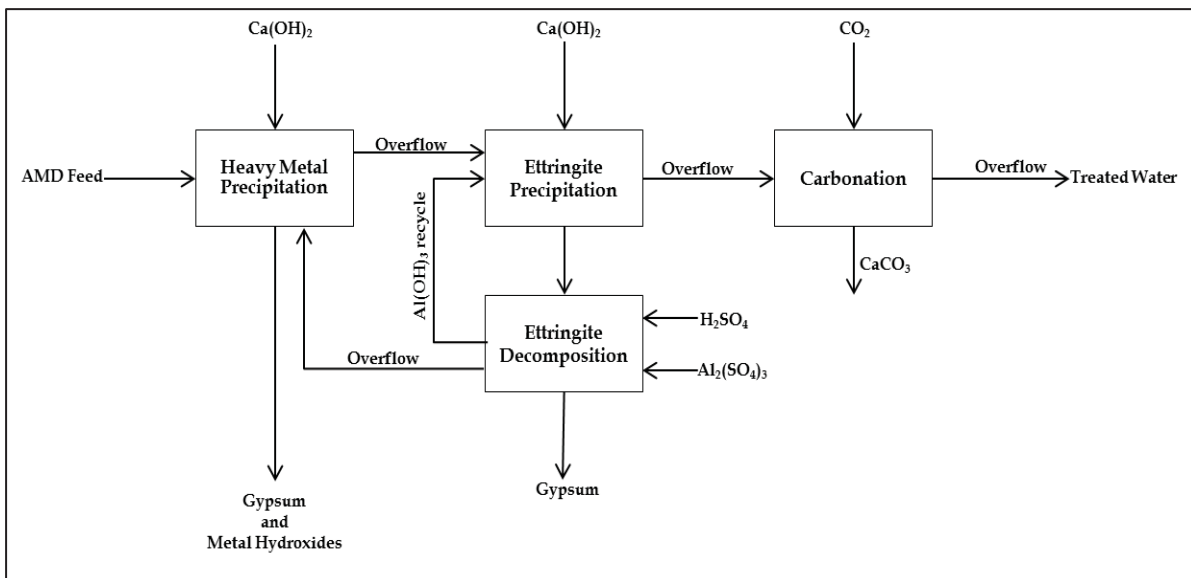 Ca(OH)₂
Ca(OH)₂
CO₂
AMD Feed
Heavy Metal
Precipitation
Overflow
Ettringite
Precipitation
Overflow
Carbonation
Overflow
Treated Water
Al(OH)₃ recycle
CaCO₃
Ettringite
Decomposition
H₂SO₄
Al₂(SO₄)₃
Overflow
Gypsum
Gypsum
and
Metal Hydroxides